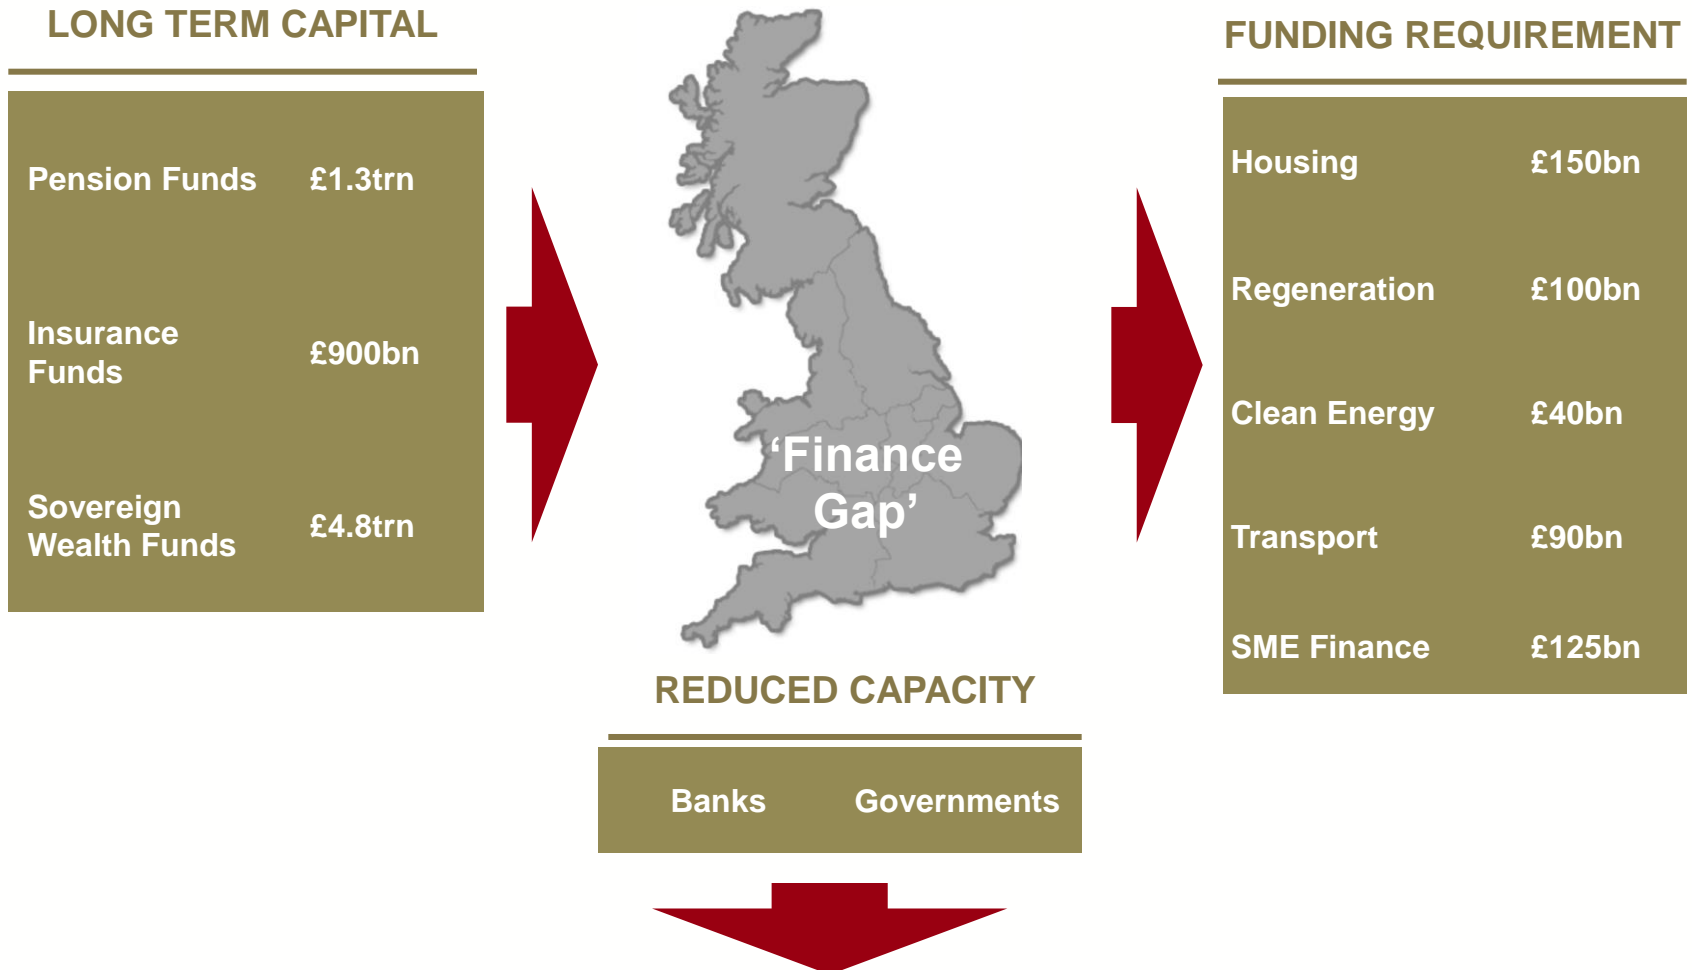 LONG TERM CAPITAL
Pension Funds £1.3trn
Insurance
Funds £900bn
Sovereign
Wealth Funds £4.8trn
‘Finance
Gap’
REDUCED CAPACITY
Banks Governments
FUNDING REQUIREMENT
Housing £150bn
Regeneration £100bn
Clean Energy £40bn
Transport £90bn
SME Finance £125bn